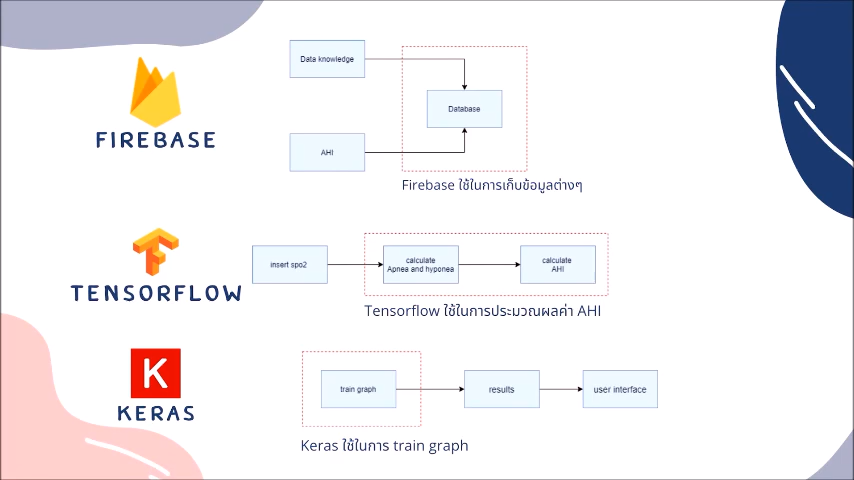 Data knowledge
Database
FIREBASE
AHI
Firebase ใช้ในการเก็บข้อมูลต่างๆ
insert spo2
calculate
Apnea and hyponea
calculate
AHI
TENSORFLOW
Tensorflow ใช้ในการประมวณผลค่า AHI
K
KERAS
train graph
results
user interface
Keras ใช้ในการ train graph